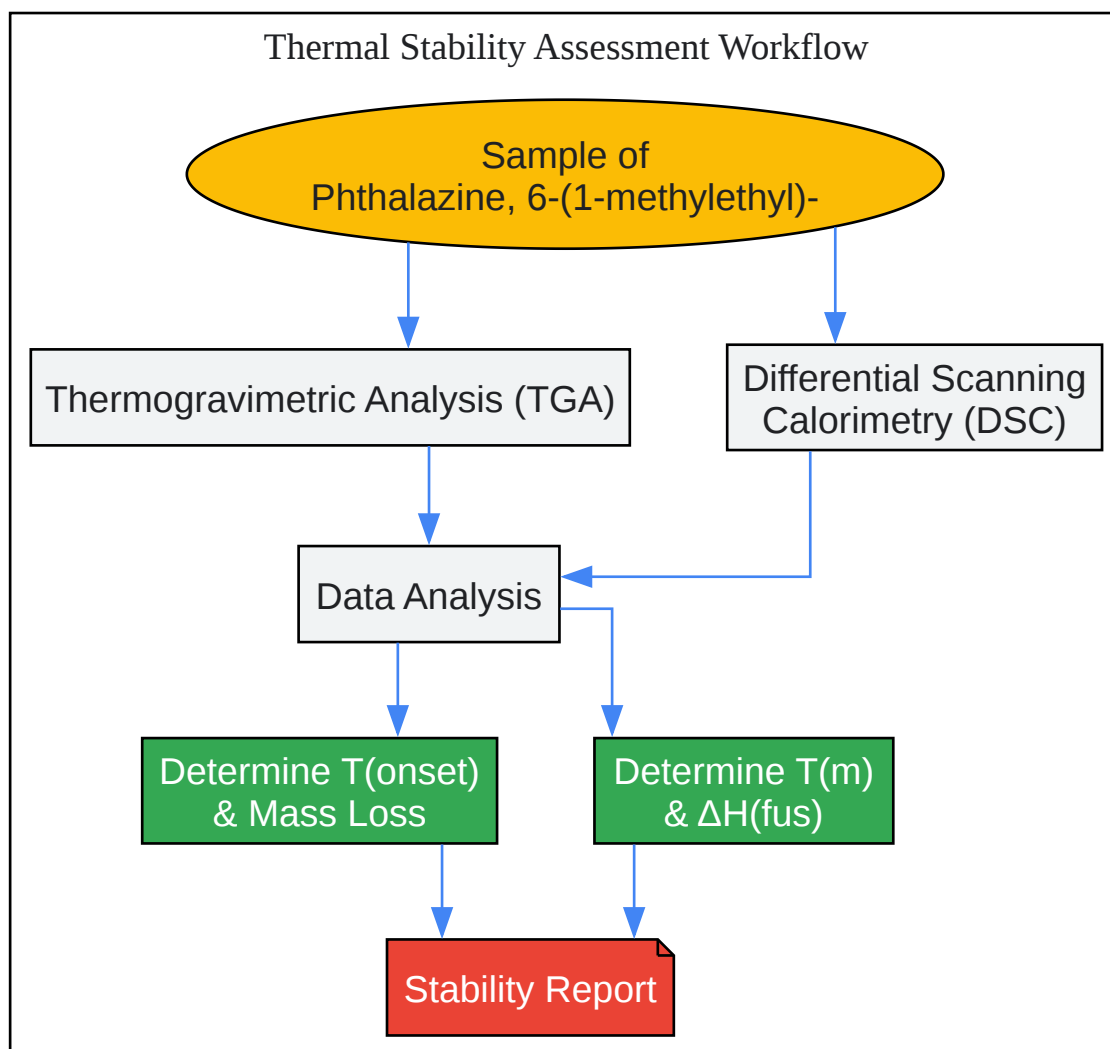 Thermal Stability Assessment Workflow
Sample of
Phthalazine, 6-(1-methylethyl)-
Thermogravimetric Analysis (TGA)
Differential Scanning
Calorimetry (DSC)
Data Analysis
Determine T(onset)
& Mass Loss
Determine T(m)
& ΔH(fus)
Stability Report